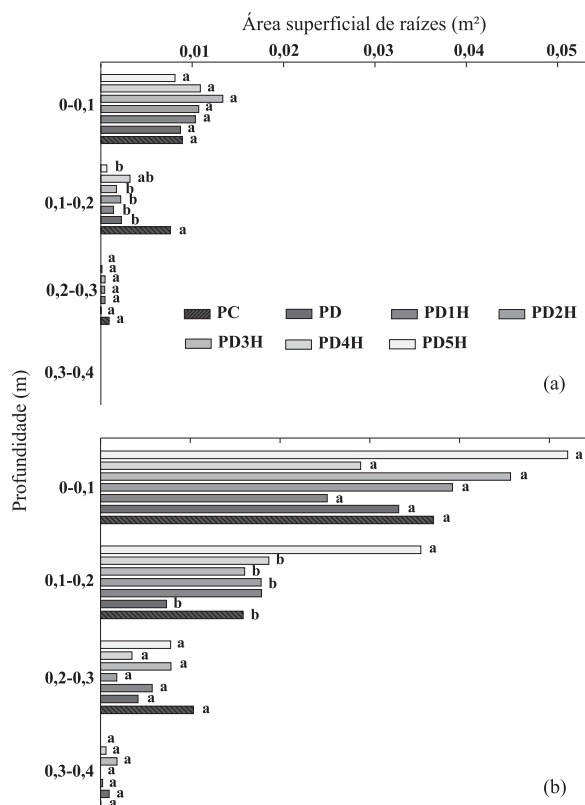 Área superficial de raízes (m²)
0,01 0,02 0,03 0,04 0,05
Profundidade (m)
a
a
0-0,1 a
a
a
a
a
b
ab
0,1-0,2 b
b
b
b
a
a
a
0,2-0,3 a
a
a
a
a
PC PD PD1H PD2H
PD3H PD4H PD5H
0,3-0,4
(a)
a
a
0-0,1 a
a
a
a
a
a
b
0,1-0,2 b
b
b
b
a
a
0,2-0,3 a
a
a
a
a
a
a
a
0,3-0,4 a
a
a
a
(b)